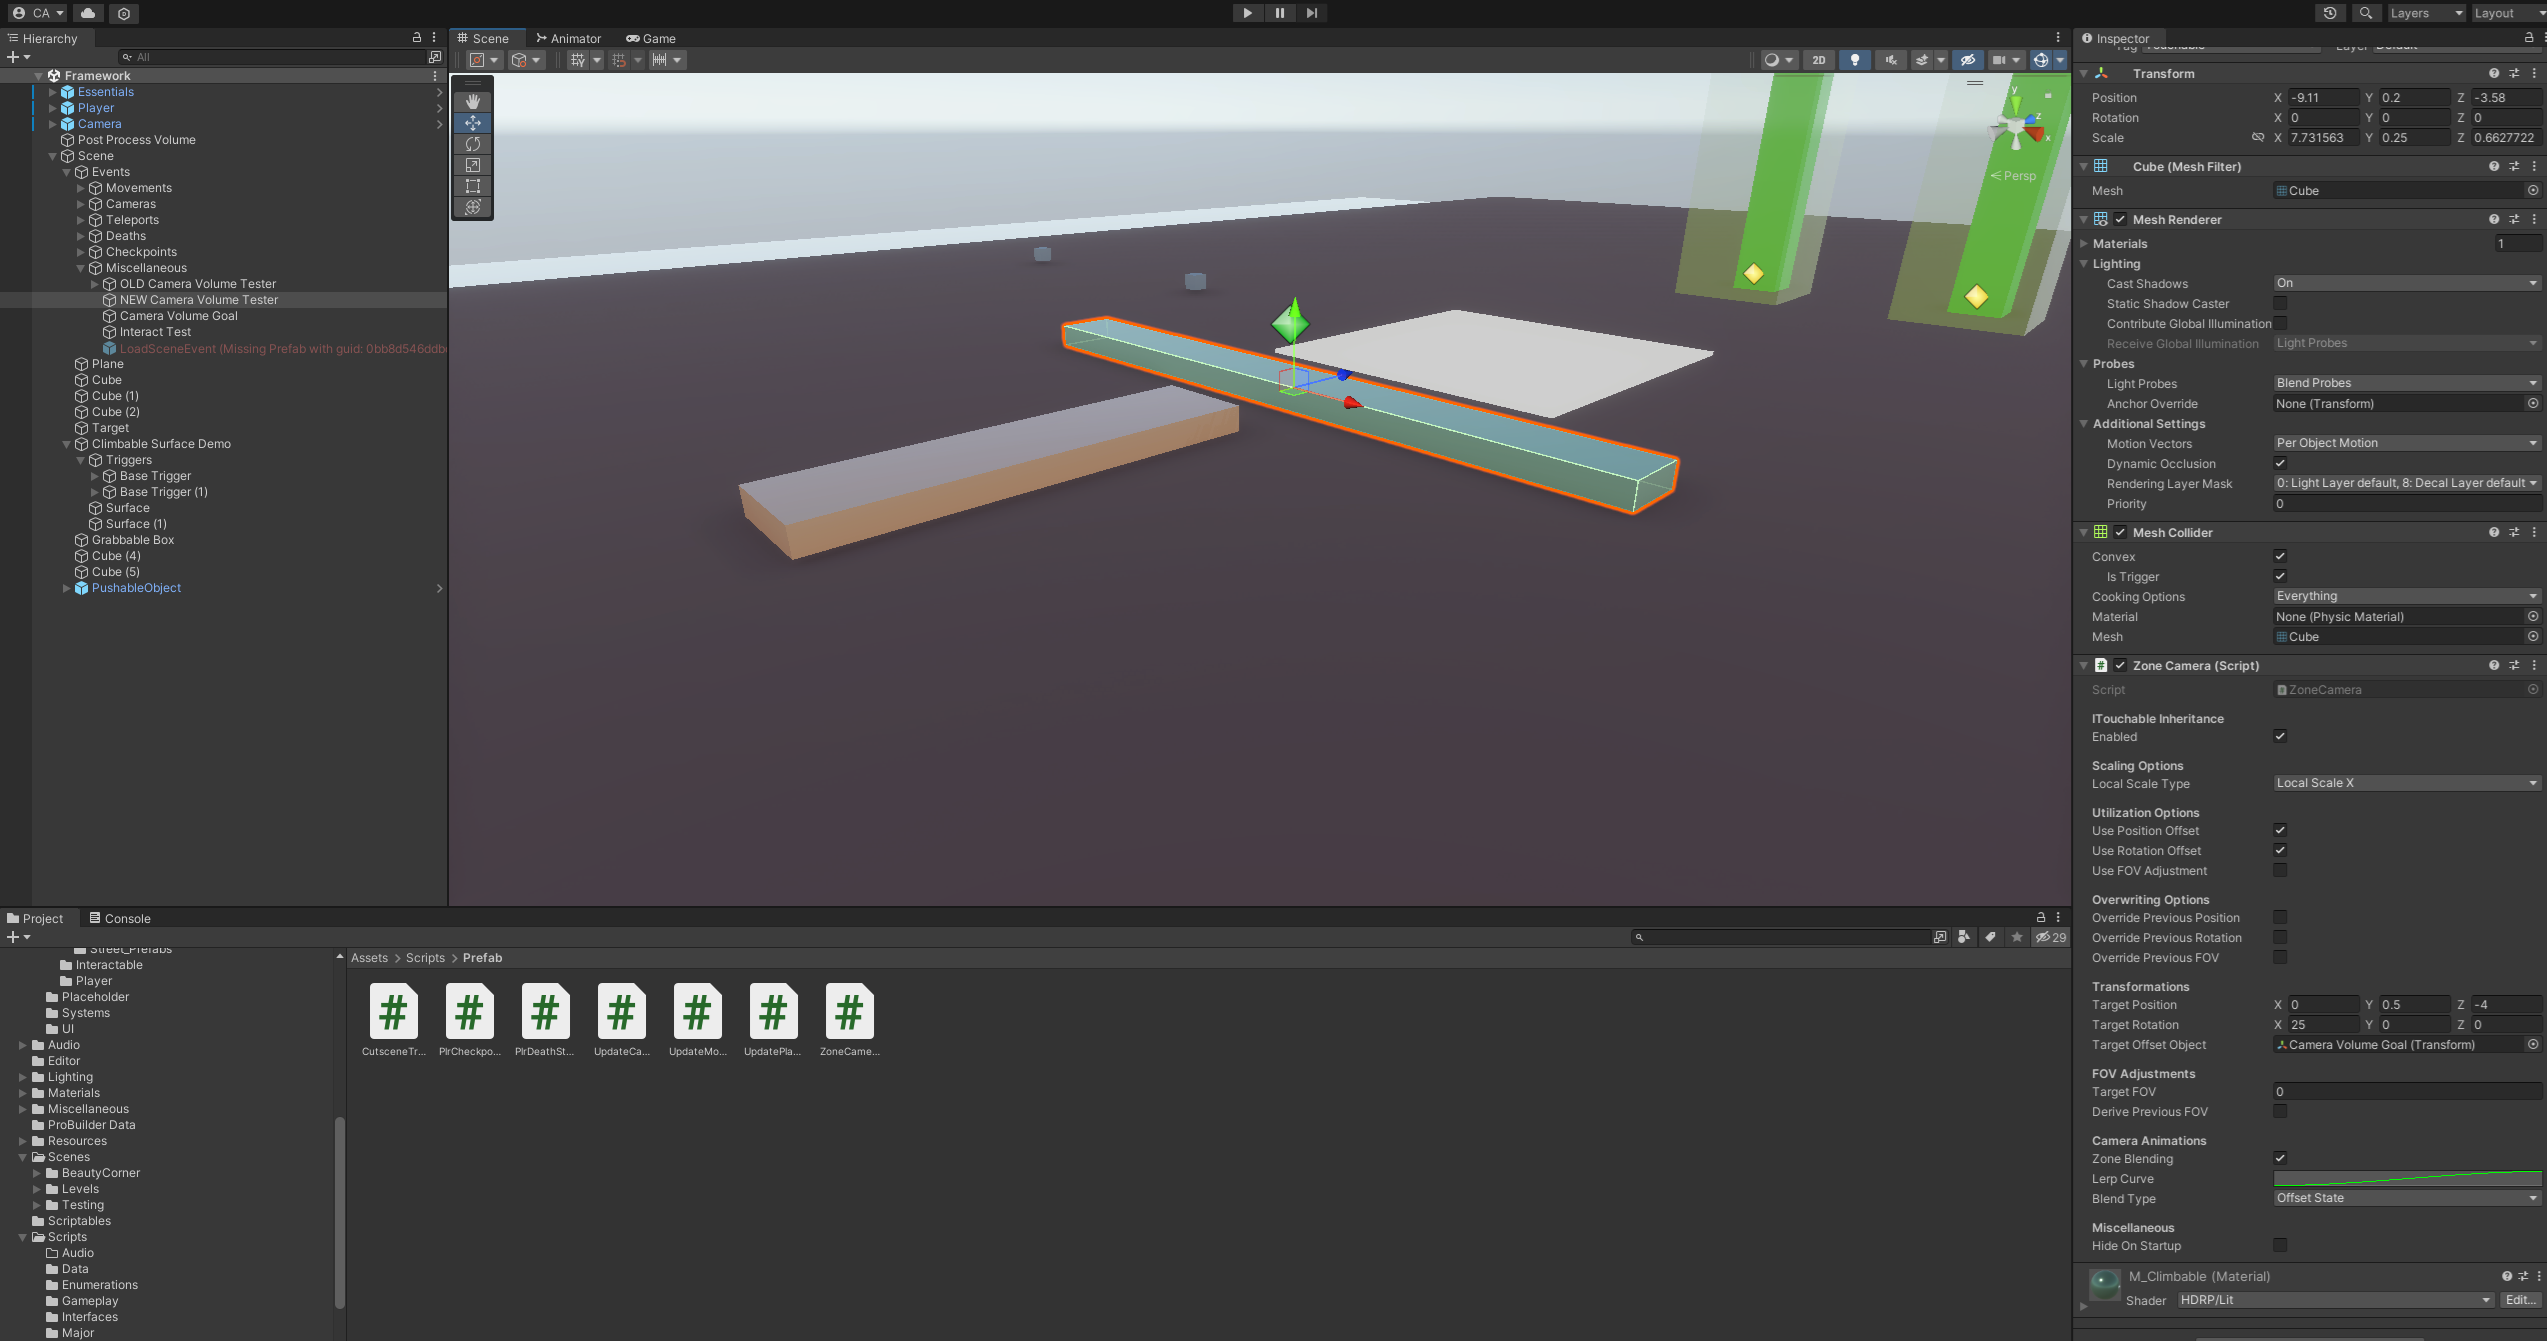 CA
Layers
Layout
Hierarchy
All
Framework
Essentials
Player
Camera
Post Process Volume
Scene
Events
Movements
Cameras
Teleports
Deaths
Checkpoints
Miscellaneous
OLD Camera Volume Tester
NEW Camera Volume Tester
Camera Volume Goal
Interact Test
LoadSceneEvent (Missing Prefab with guid: 0bb8d546ddb
Plane
Cube
Cube (1)
Cube (2)
Target
Climbable Surface Demo
Triggers
Base Trigger
Base Trigger (1)
Surface
Surface (1)
Grabbable Box
Cube (4)
Cube (5)
PushableObject
Scene
Animator
Game
2D
y
z
x
Persp
Inspector
Transform
Position X -9.11 Y 0.2 Z -3.58
Rotation X 0 Y 0 Z 0
Scale X 7.731563 Y 0.25 Z 0.6627722
Cube (Mesh Filter)
Mesh Cube
Mesh Renderer
Materials 1
Lighting
Cast Shadows On
Static Shadow Caster
Contribute Global Illumination
Receive Global Illumination Light Probes
Probes
Light Probes Blend Probes
Anchor Override None (Transform)
Additional Settings
Motion Vectors Per Object Motion
Dynamic Occlusion
Rendering Layer Mask 0: Light Layer default, 8: Decal Layer default
Priority 0
Mesh Collider
Convex
Is Trigger
Cooking Options Everything
Material None (Physic Material)
Mesh Cube
Zone Camera (Script)
Script ZoneCamera
ITouchable Inheritance
Enabled
Scaling Options
Local Scale Type Local Scale X
Utilization Options
Use Position Offset
Use Rotation Offset
Use FOV Adjustment
Overwriting Options
Override Previous Position
Override Previous Rotation
Override Previous FOV
Transformations
Target Position X 0 Y 0.5 Z -4
Target Rotation X 25 Y 0 Z 0
Target Offset Object Camera Volume Goal (Transform)
FOV Adjustments
Target FOV 0
Derive Previous FOV
Camera Animations
Zone Blending
Lerp Curve
Blend Type Offset State
Miscellaneous
Hide On Startup
M_Climbable (Material)
Shader HDRP/Lit Edit...
Project
Console
29
Street_Prefabs
Interactable
Player
Placeholder
Systems
UI
Audio
Editor
Lighting
Materials
Miscellaneous
ProBuilder Data
Resources
Scenes
BeautyCorner
Levels
Testing
Scriptables
Scripts
Audio
Data
Enumerations
Gameplay
Interfaces
Major
Assets > Scripts > Prefab
CutsceneTr... PlrCheckpo... PlrDeathSt... UpdateCa... UpdateMo... UpdatePla... ZoneCame...